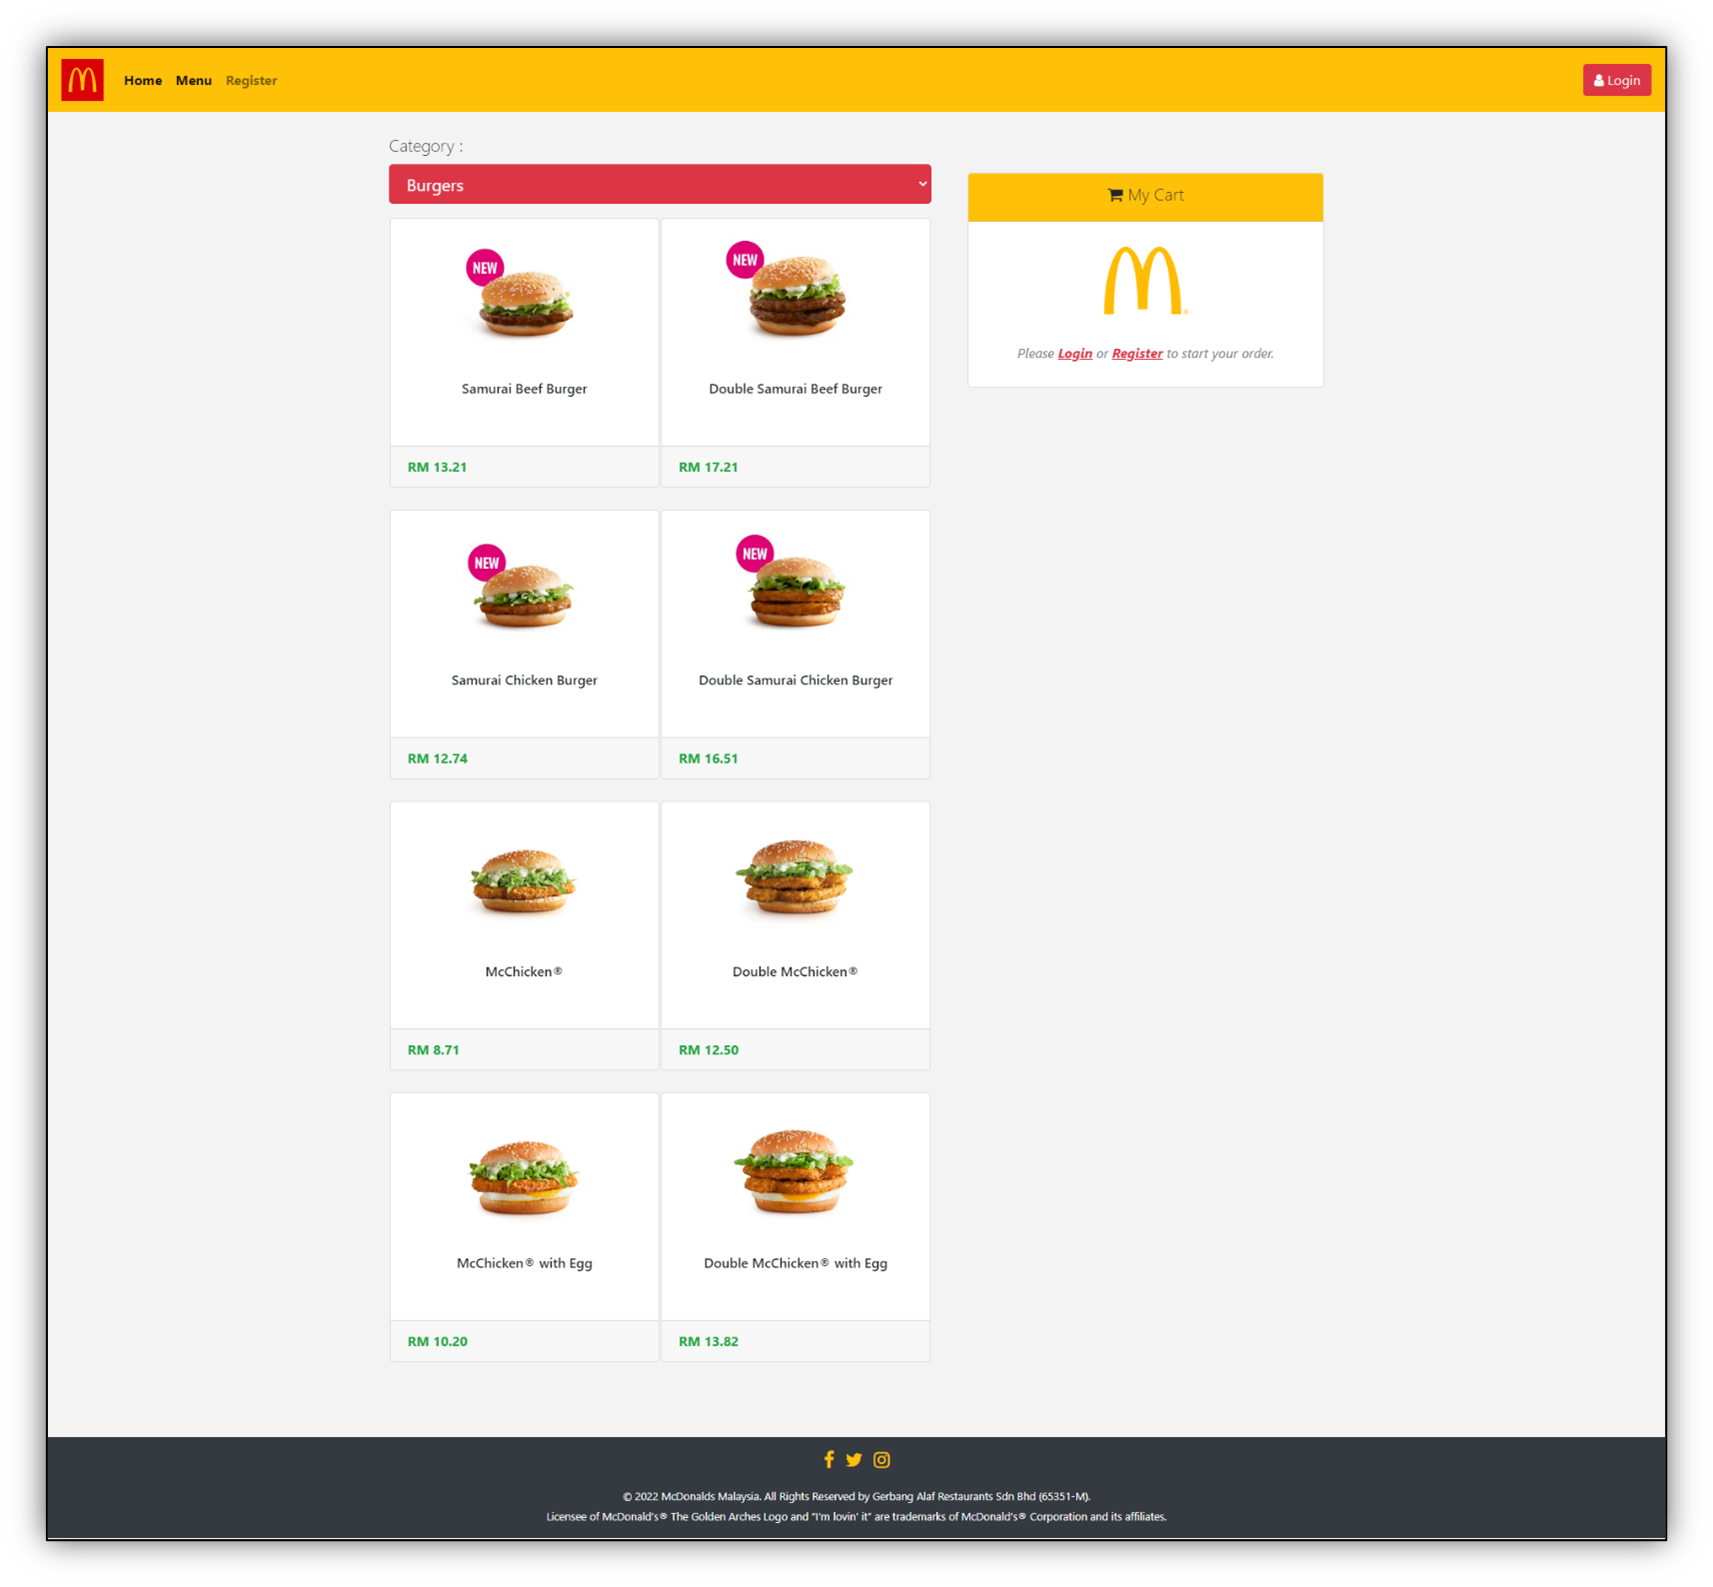 Home Menu Register
Login
Category :
Burgers
My Cart
Please Login or Register to start your order.
NEW
Samurai Beef Burger
RM 13.21
NEW
Double Samurai Beef Burger
RM 17.21
NEW
Samurai Chicken Burger
RM 12.74
NEW
Double Samurai Chicken Burger
RM 16.51
McChicken®
RM 8.71
Double McChicken®
RM 12.50
McChicken® with Egg
RM 10.20
Double McChicken® with Egg
RM 13.82
© 2022 McDonalds Malaysia. All Rights Reserved by Gerbang Alaf Restaurants Sdn Bhd (65351-M).
Licensee of McDonald's® The Golden Arches Logo and "I'm lovin' it" are trademarks of McDonald's® Corporation and its affiliates.